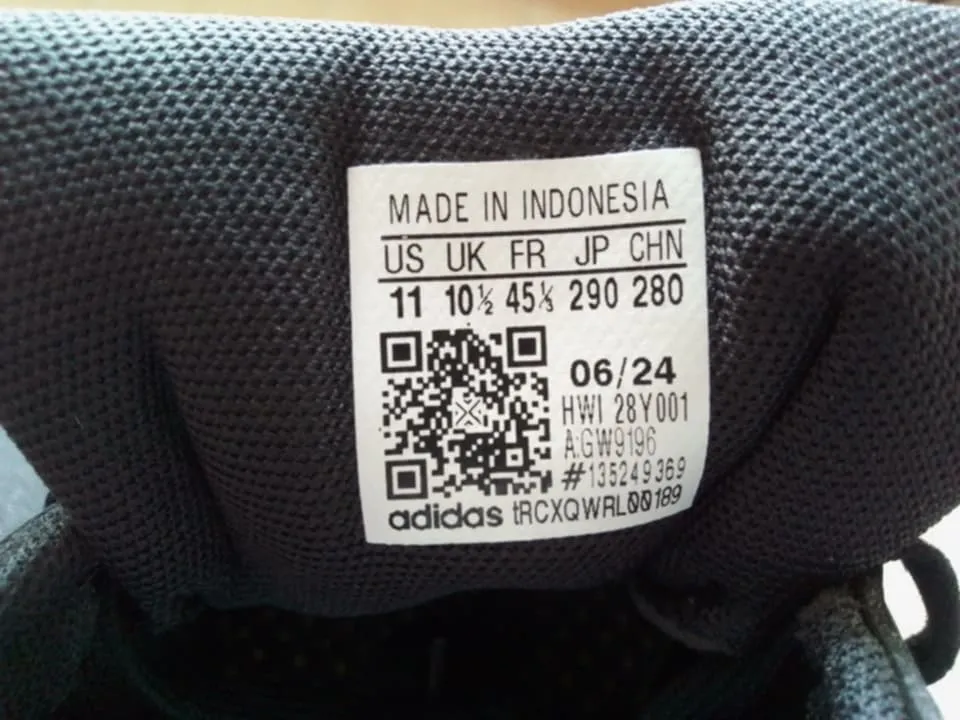 MADE IN INDONESIA
US UK FR JP CHN
11 10½ 45⅓ 290 280
06/24
HWI 28Y001
A:GW9196
#135249369
adidas tRCXQWRL00189